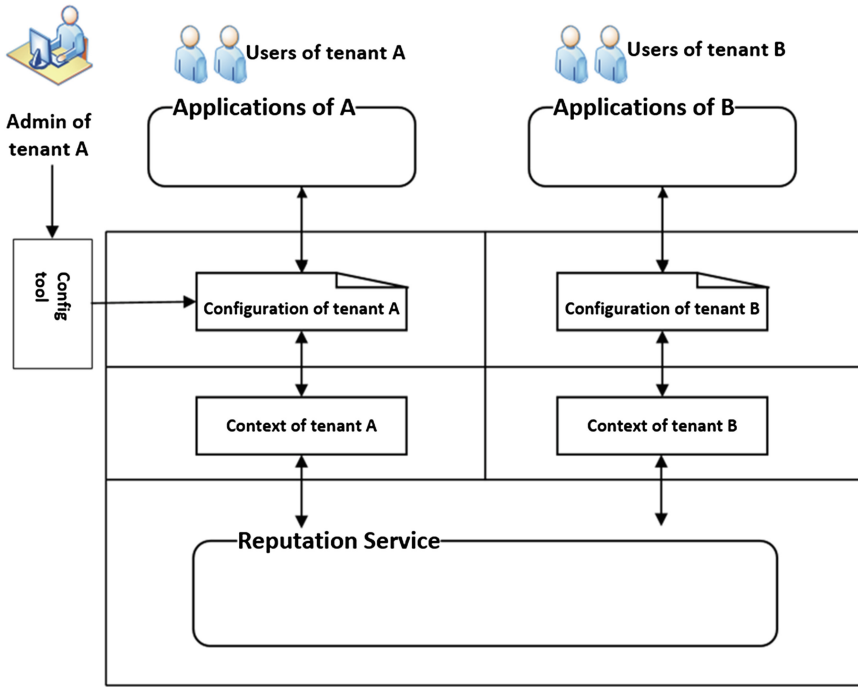 Users of tenant A
Users of tenant B
Applications of A
Applications of B
Admin of
tenant A
Config
tool
Configuration of tenant A
Configuration of tenant B
Context of tenant A
Context of tenant B
Reputation Service